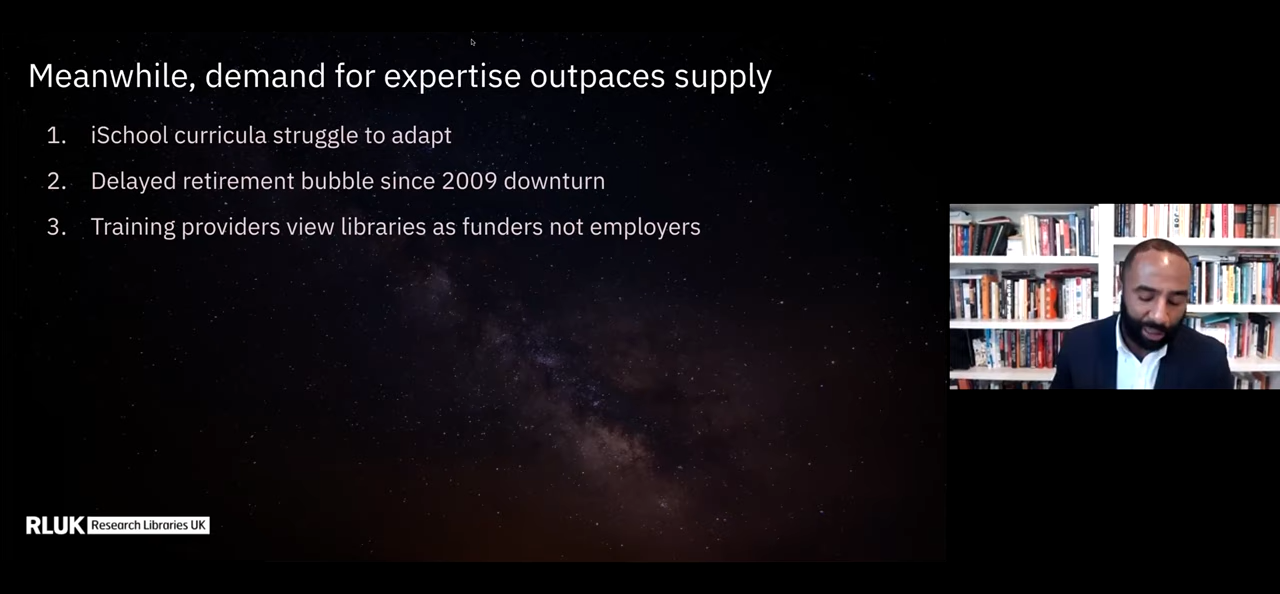 Meanwhile, demand for expertise outpaces supply
1. iSchool curricula struggle to adapt
2. Delayed retirement bubble since 2009 downturn
3. Training providers view libraries as funders not employers
RLUK Research Libraries UK